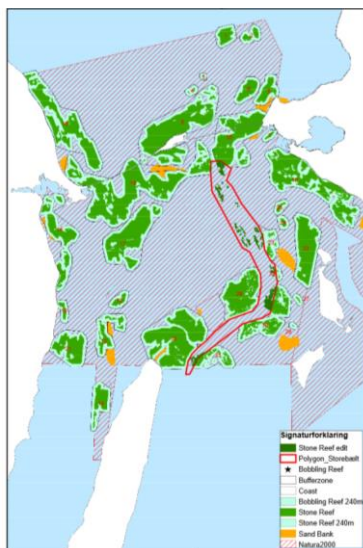 Signaturforklaring
Stone Reef edit
Polygon_Storebælt
Bobbling Reef
Bufferzone
Coast
Bobbling Reef 240m
Stone Reef
Stone Reef 240m
Sand Bank
Natura2008